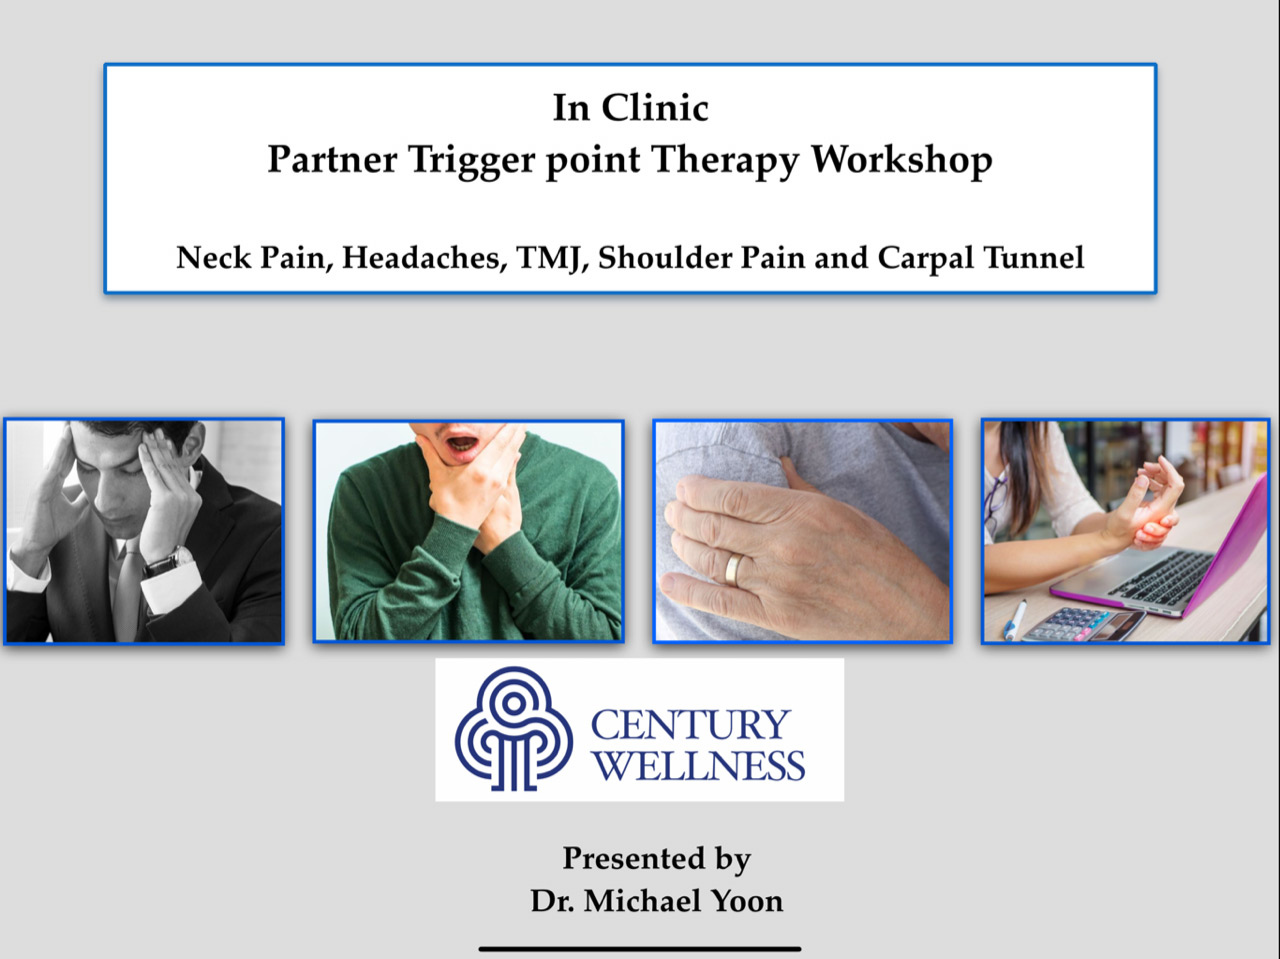 In Clinic
Partner Trigger point Therapy Workshop
Neck Pain, Headaches, TMJ, Shoulder Pain and Carpal Tunnel
CENTURY
WELLNESS
Presented by
Dr. Michael Yoon